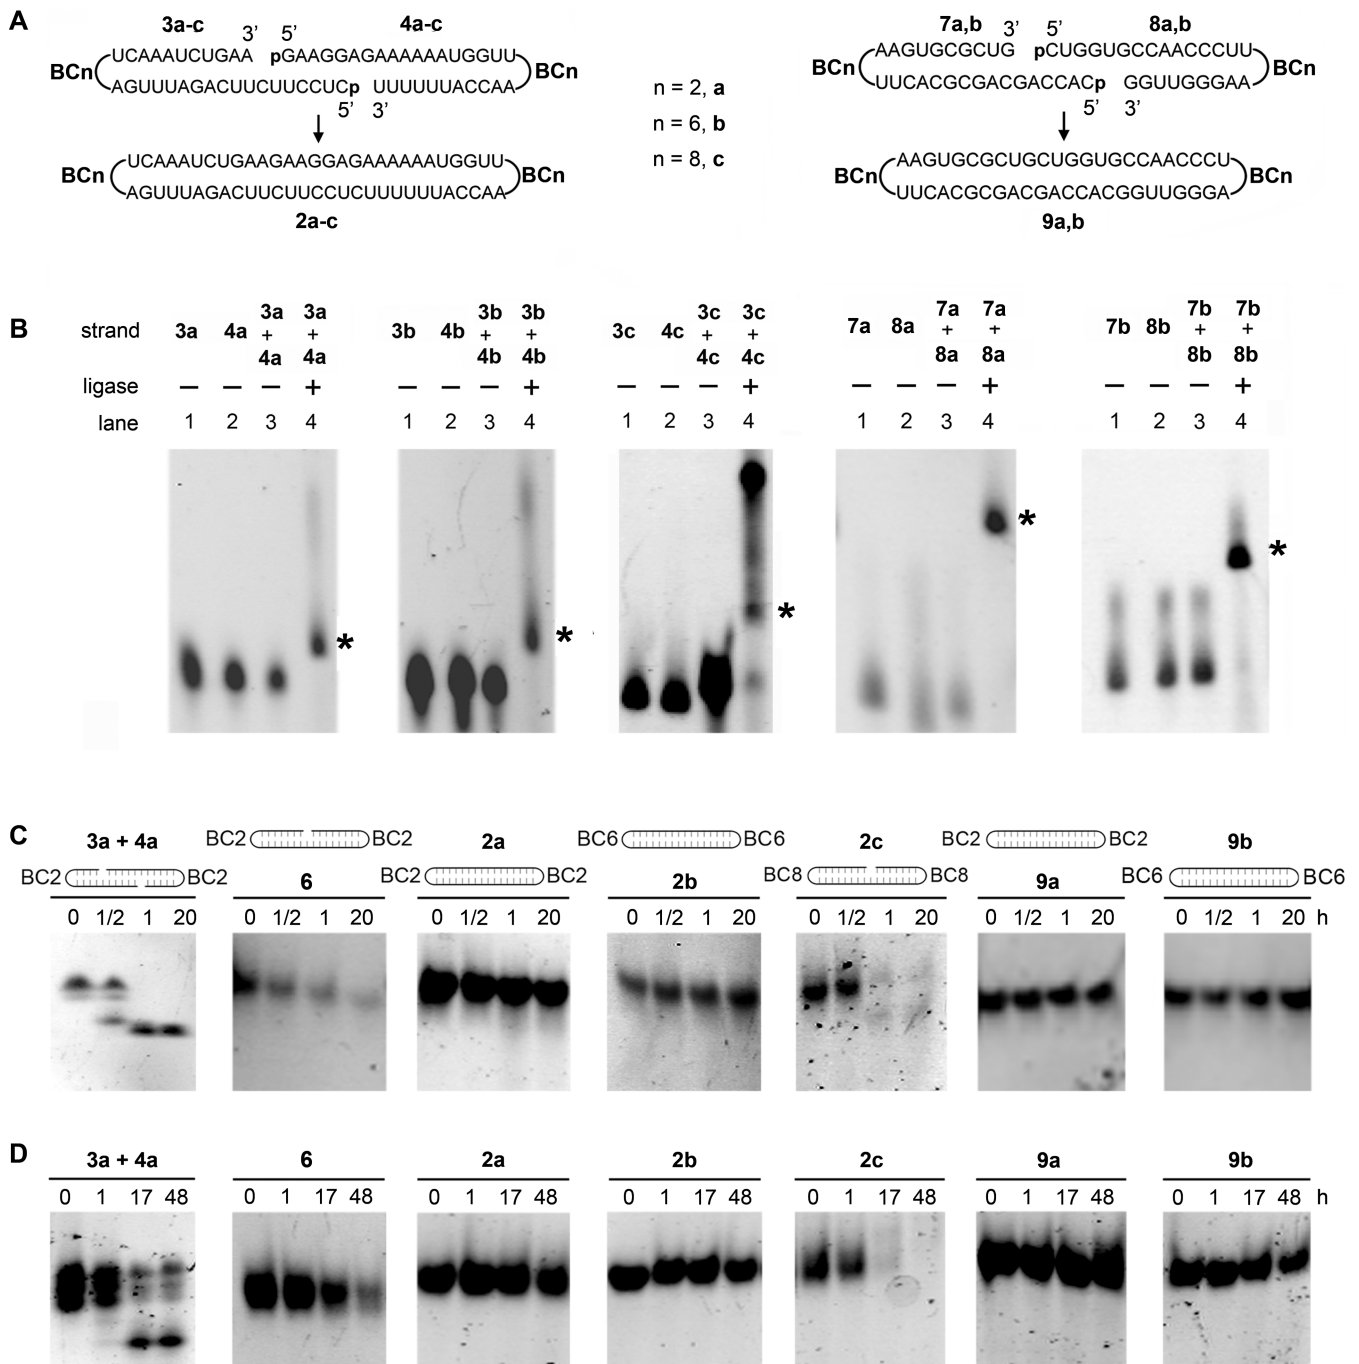 A
3a-c 5' 4a-c
3'
UCAAAUCUGAA pGAAGGAGAAAAAAUGGUU
BCn BCn
AGUUUAGACUUCUUCCUCp UUUUUUACCAA
5' 3'
UCAAAUCUGAAGAAGGAGAAAAAAUGGUU
BCn BCn
AGUUUAGACUUCUUCCUCUUUUUUACCAA
2a-c
n = 2, a
n = 6, b
n = 8, c
7a,b 3' 5' 8a,b
AAGUGCGCUG pCUGGUGCCAACCCUU
BCn BCn
UUCACGCGACGACCACp GGUUGGGAA
5' 3'
AAGUGCGCUGCUGGUGCCAACCCU
BCn BCn
UUCACGCGACGACCACGGUUGGGA
9a,b
B
strand 3a 4a 3a + 4a 3a + 4a
ligase − − − +
lane 1 2 3 4
*
3b 4b 3b + 4b 3b + 4b
− − − +
1 2 3 4
*
3c 4c 3c + 4c 3c + 4c
− − − +
1 2 3 4
*
7a 8a 7a + 8a 7a + 8a
− − − +
1 2 3 4
*
7b 8b 7b + 8b 7b + 8b
− − − +
1 2 3 4
*
C
3a + 4a
BC2 BC2
0 1/2 1 20
BC2 BC2
6
0 1/2 1 20
2a
BC2 BC2
0 1/2 1 20
BC6 BC6
2b
0 1/2 1 20
2c
BC8 BC8
0 1/2 1 20
BC2 BC2
9a
0 1/2 1 20
9b
BC6 BC6
0 1/2 1 20 h
D
3a + 4a 6 2a 2b 2c 9a 9b
0 1 17 48 0 1 17 48 0 1 17 48 0 1 17 48 0 1 17 48 0 1 17 48 0 1 17 48 h